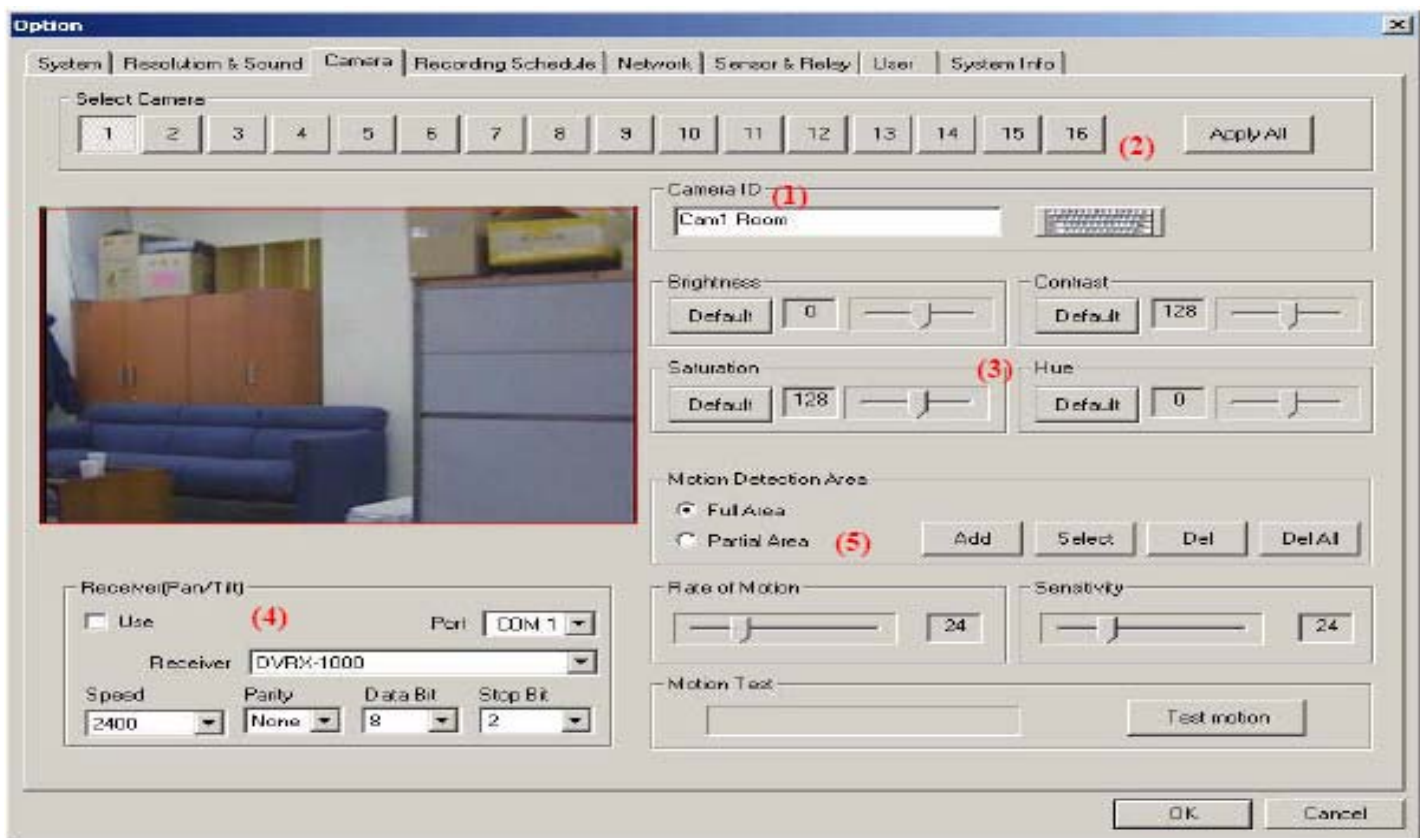 Option
System Resolution & Sound Camera Recording Schedule Network Sensor & Relay User System Info
Select Camera
1 2 3 4 5 6 7 8 9 10 11 12 13 14 15 16 (2) Apply All
Camera ID (1)
Cam1 Room
Brightness
Default 0
Contrast
Default 128
Saturation
Default 128
(3)
Hue
Default 0
Motion Detection Area
Full Area
Partial Area (5) Add Select Del Del All
Receiver(Pan/Tilt)
Use (4) Port COM 1
Receiver DVRX-1000
Speed Parity Data Bit Stop Bit
2400 None 8 2
Rate of Motion
24
Sensitivity
24
Motion Test
Test motion
OK Cancel